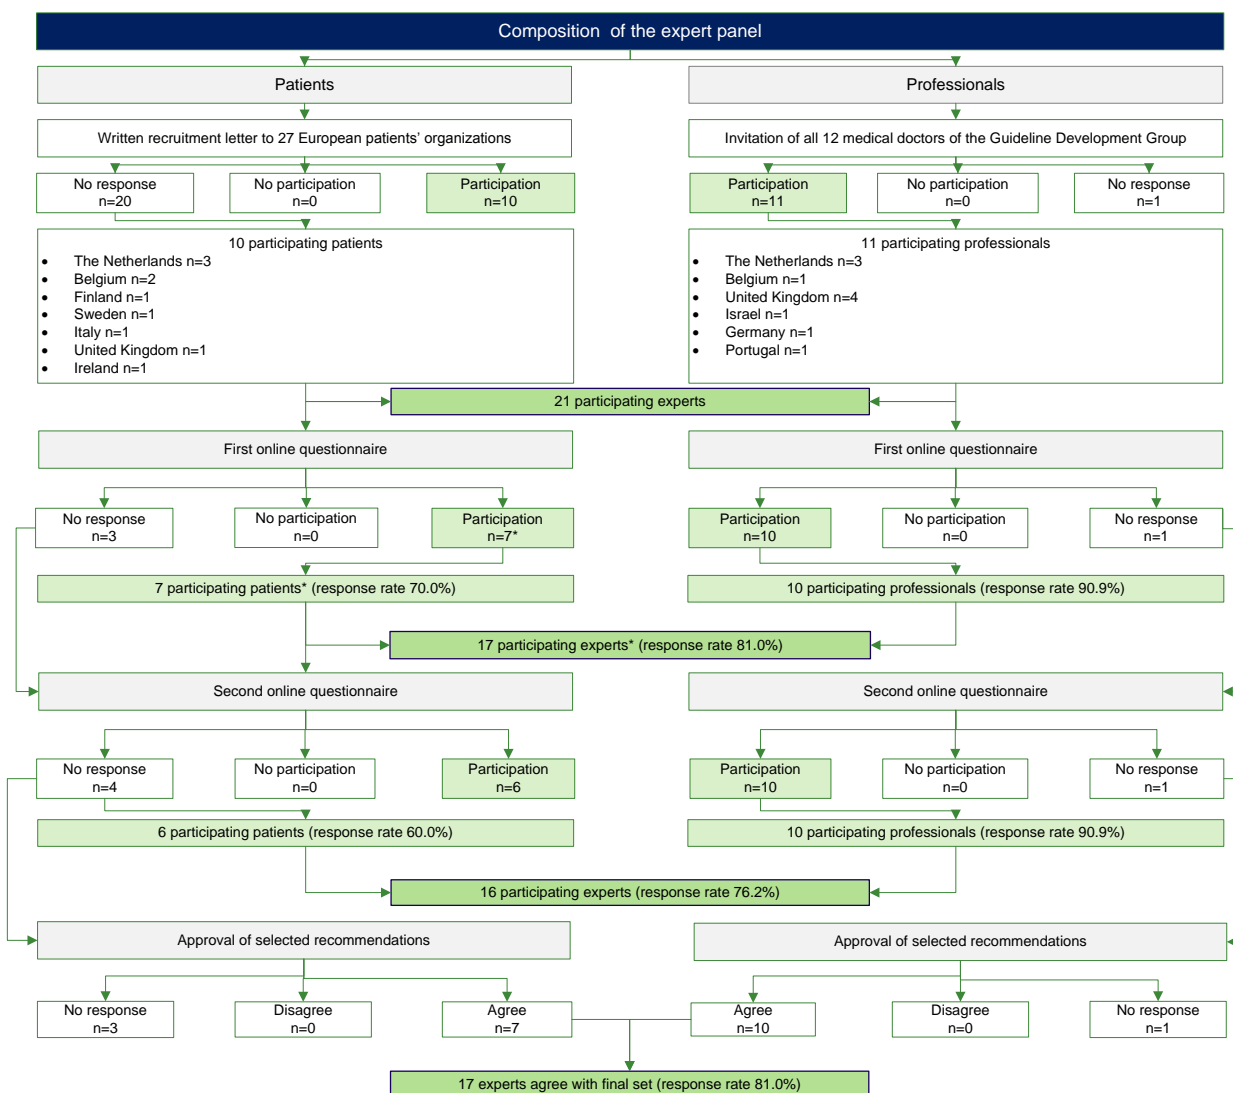 Composition of the expert panel
Patients
Professionals
Written recruitment letter to 27 European patients' organizations
Invitation of all 12 medical doctors of the Guideline Development Group
No response
n=20
No participation
n=0
Participation
n=10
Participation
n=11
No participation
n=0
No response
n=1
10 participating patients
• The Netherlands n=3
• Belgium n=2
• Finland n=1
• Sweden n=1
• Italy n=1
• United Kingdom n=1
• Ireland n=1
11 participating professionals
• The Netherlands n=3
• Belgium n=1
• United Kingdom n=4
• Israel n=1
• Germany n=1
• Portugal n=1
21 participating experts
First online questionnaire
First online questionnaire
No response
n=3
No participation
n=0
Participation
n=7*
Participation
n=10
No participation
n=0
No response
n=1
7 participating patients* (response rate 70.0%)
10 participating professionals (response rate 90.9%)
17 participating experts* (response rate 81.0%)
Second online questionnaire
Second online questionnaire
No response
n=4
No participation
n=0
Participation
n=6
Participation
n=10
No participation
n=0
No response
n=1
6 participating patients (response rate 60.0%)
10 participating professionals (response rate 90.9%)
16 participating experts (response rate 76.2%)
Approval of selected recommendations
Approval of selected recommendations
No response
n=3
Disagree
n=0
Agree
n=7
Agree
n=10
Disagree
n=0
No response
n=1
17 experts agree with final set (response rate 81.0%)